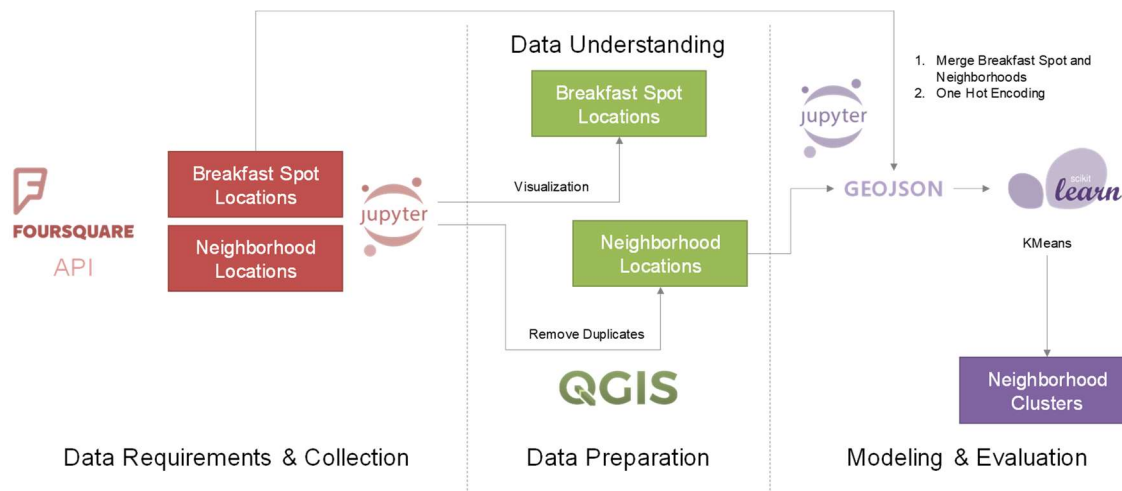 Data Understanding
1. Merge Breakfast Spot and
Neighborhoods
2. One Hot Encoding
Breakfast Spot
Locations
jupyter
Breakfast Spot
Locations
Visualization
jupyter
GEOJSON
scikit
learn
FOURSQUARE
API
Neighborhood
Locations
Neighborhood
Locations
KMeans
Remove Duplicates
QGIS
Neighborhood
Clusters
Data Requirements & Collection
Data Preparation
Modeling & Evaluation